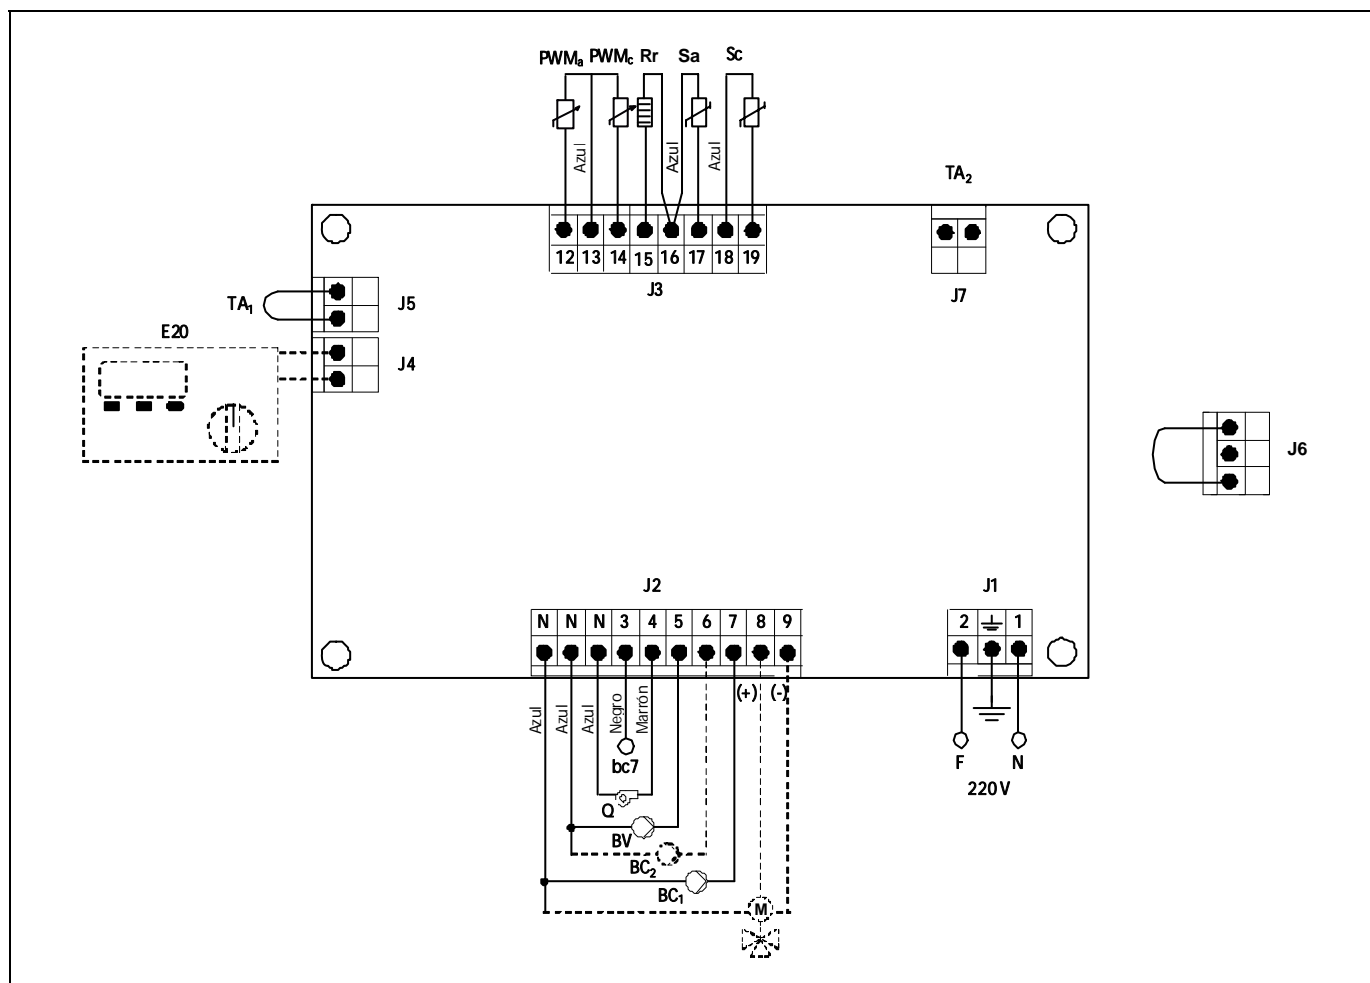 PWMa PWMc Rr Sa Sc
Azul Azul Azul
TA2
12 13 14 15 16 17 18 19
J3
J7
TA1
J5
E20
J4
J6
J2
J1
N N N 3 4 5 6 7 8 9
2 1
(+) (-)
Azul Azul Azul Negro Marrón
bc7
F N
220 V
Q
BV
BC2
BC1
M